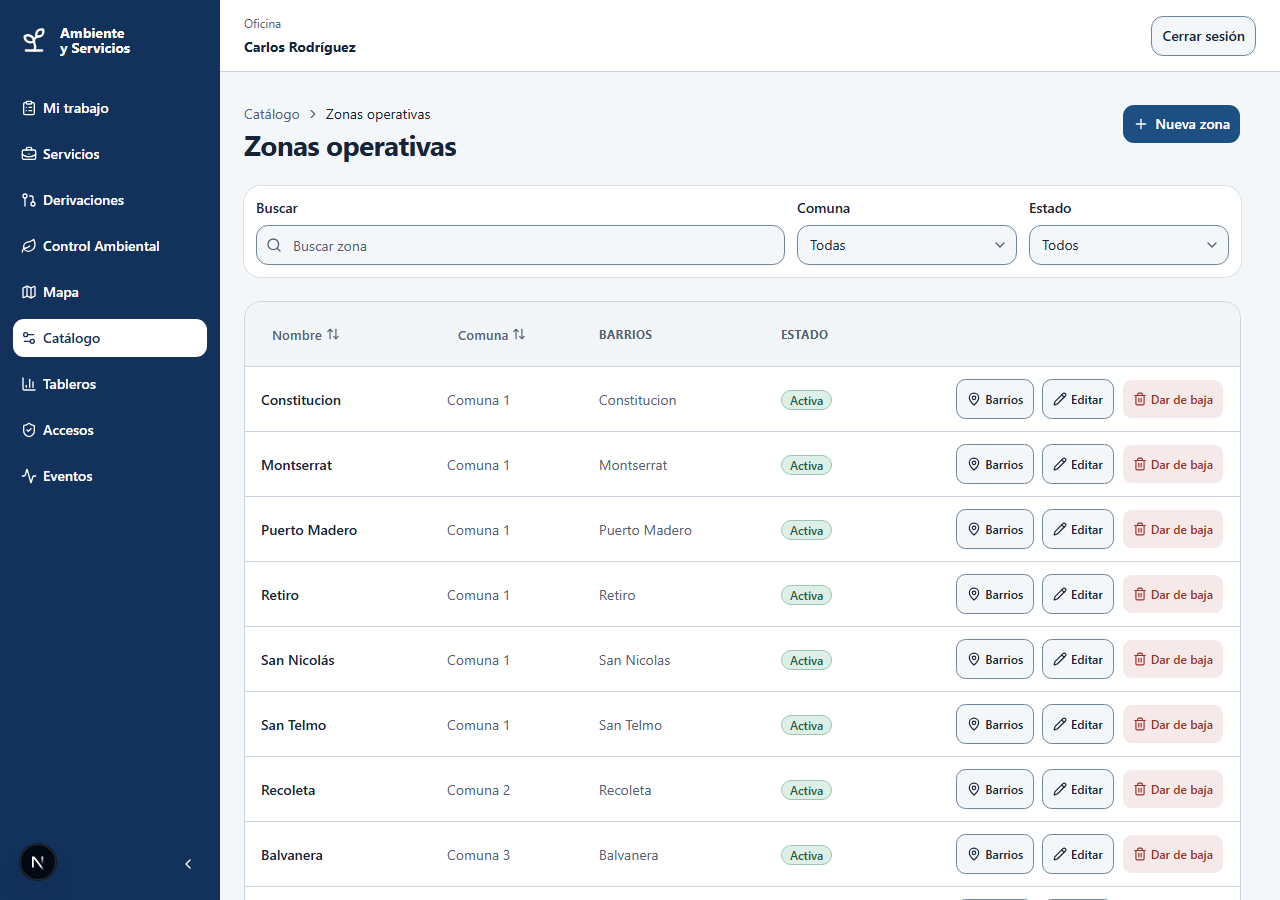 Ambiente
y Servicios
Mi trabajo
Servicios
Derivaciones
Control Ambiental
Mapa
Catálogo
Tableros
Accesos
Eventos
N
Oficina
Carlos Rodríguez
Cerrar sesión
Catálogo > Zonas operativas
Zonas operativas
+ Nueva zona
Buscar
Buscar zona
Comuna
Todas
Estado
Todos
Nombre Comuna BARRIOS ESTADO
Constitucion Comuna 1 Constitucion Activa Barrios Editar Dar de baja
Montserrat Comuna 1 Montserrat Activa Barrios Editar Dar de baja
Puerto Madero Comuna 1 Puerto Madero Activa Barrios Editar Dar de baja
Retiro Comuna 1 Retiro Activa Barrios Editar Dar de baja
San Nicolás Comuna 1 San Nicolas Activa Barrios Editar Dar de baja
San Telmo Comuna 1 San Telmo Activa Barrios Editar Dar de baja
Recoleta Comuna 2 Recoleta Activa Barrios Editar Dar de baja
Balvanera Comuna 3 Balvanera Activa Barrios Editar Dar de baja